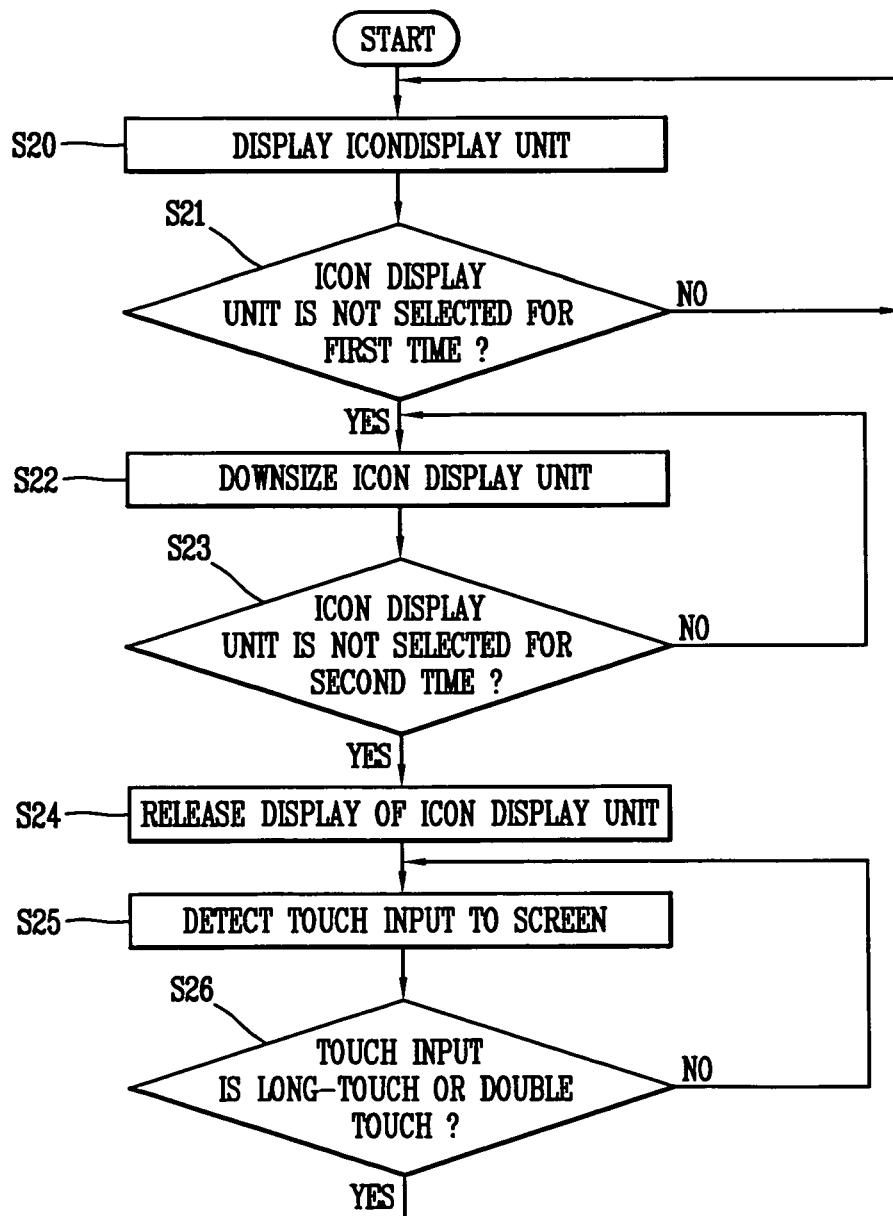 START
S20
DISPLAY ICONDISPLAY UNIT
S21
ICON DISPLAY
UNIT IS NOT SELECTED FOR
FIRST TIME ?
NO
YES
S22
DOWNSIZE ICON DISPLAY UNIT
S23
ICON DISPLAY
UNIT IS NOT SELECTED FOR
SECOND TIME ?
NO
YES
S24
RELEASE DISPLAY OF ICON DISPLAY UNIT
S25
DETECT TOUCH INPUT TO SCREEN
S26
TOUCH INPUT
IS LONG-TOUCH OR DOUBLE
TOUCH ?
NO
YES